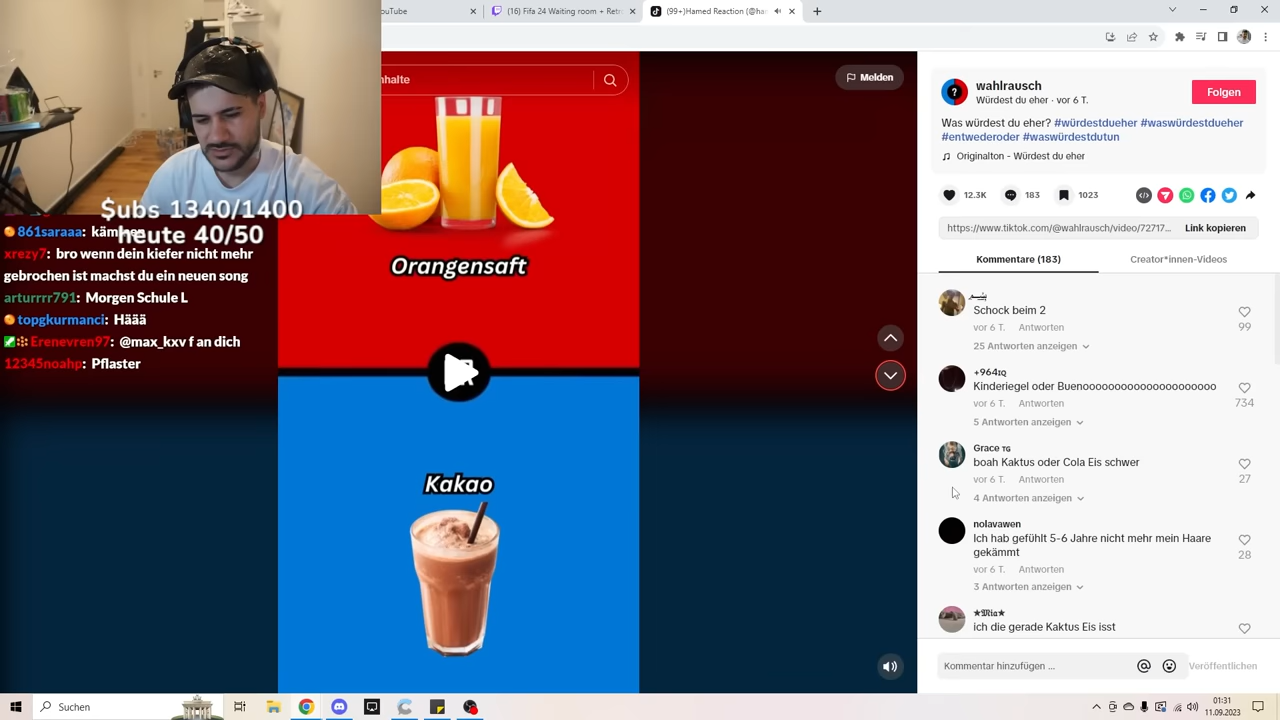 uTube
(16) Fifa 24 Waiting room + Retr
(99+)Hamed Reaction (@ha
nhalte
Melden
Orangensaft
Kakao
$ubs 1340/1400
heute 40/50
861saraaa:
xrezy7: bro wenn dein kiefer nicht mehr
gebrochen ist machst du ein neuen song
arturrrr791: Morgen Schule L
topgkurmanci: Häää
Erenevren97: @max_kxv f an dich
12345noahp: Pflaster
wahlrausch
Würdest du eher · vor 6 T.
Folgen
Was würdest du eher? #würdestdueher #waswürdestdueher
#entwederoder #waswürdestdutun
Originalton - Würdest du eher
12.3K
183
1023
https://www.tiktok.com/@wahlrausch/video/72717...
Link kopieren
Kommentare (183)
Creator*innen-Videos
Schock beim 2
vor 6 T. Antworten
99
25 Antworten anzeigen
+964ɪQ
Kinderiegel oder Buenooooooooooooooooooooo
vor 6 T. Antworten
734
5 Antworten anzeigen
Grace ᴛɢ
boah Kaktus oder Cola Eis schwer
vor 6 T. Antworten
27
4 Antworten anzeigen
nolavawen
Ich hab gefühlt 5-6 Jahre nicht mehr mein Haare
gekämmt
vor 6 T. Antworten
28
3 Antworten anzeigen
★𝕸𝖎𝖆★
ich die gerade Kaktus Eis isst
Kommentar hinzufügen ...
Veröffentlichen
Suchen
01:31
11.09.2023